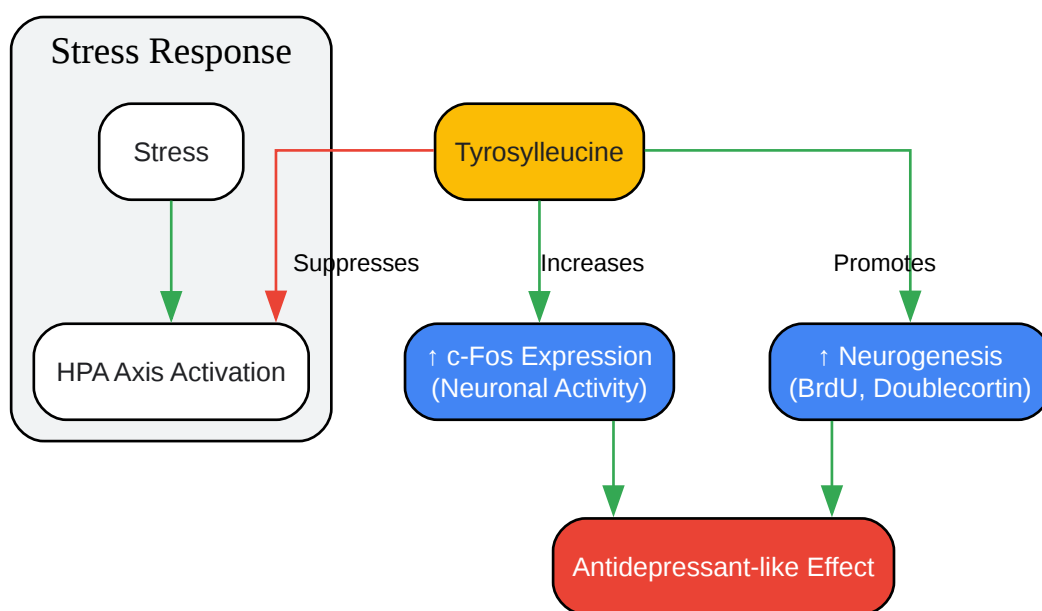 Stress Response
Stress
Tyrosylleucine
Suppresses
Increases
Promotes
HPA Axis Activation
↑ c-Fos Expression
(Neuronal Activity)
↑ Neurogenesis
(BrdU, Doublecortin)
Antidepressant-like Effect